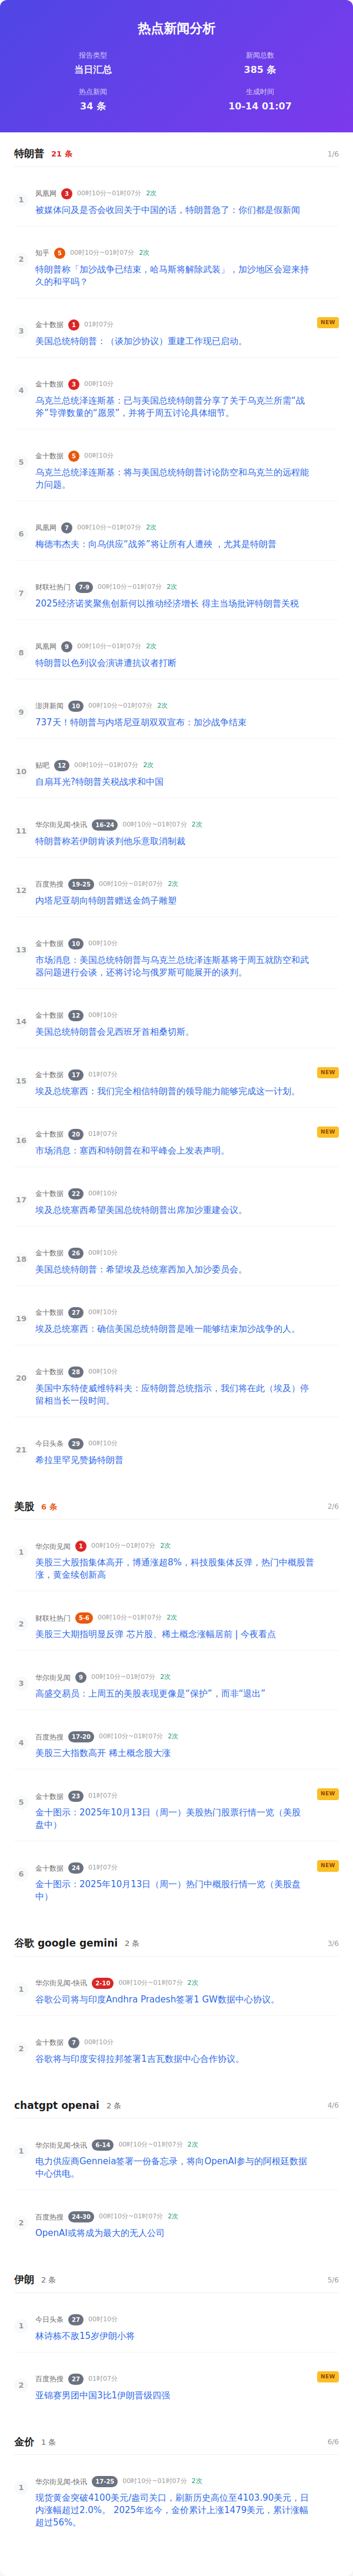 热点新闻分析
报告类型
当日汇总
新闻总数
385 条
热点新闻
34 条
生成时间
10-14 01:07
特朗普 21 条 1/6
1
凤凰网 3 00时10分~01时07分 2次
被媒体问及是否会收回关于中国的话，特朗普急了：你们都是假新闻
2
知乎 5 00时10分~01时07分 2次
特朗普称「加沙战争已结束，哈马斯将解除武装」，加沙地区会迎来持
久的和平吗？
3
金十数据 1 01时07分 NEW
美国总统特朗普：（谈加沙协议）重建工作现已启动。
4
金十数据 3 00时10分
乌克兰总统泽连斯基：已与美国总统特朗普分享了关于乌克兰所需“战
斧”导弹数量的“愿景”，并将于周五讨论具体细节。
5
金十数据 5 00时10分
乌克兰总统泽连斯基：将与美国总统特朗普讨论防空和乌克兰的远程能
力问题。
6
凤凰网 7 00时10分~01时07分 2次
梅德韦杰夫：向乌供应“战斧”将让所有人遭殃 ，尤其是特朗普
7
财联社热门 7-9 00时10分~01时07分 2次
2025经济诺奖聚焦创新何以推动经济增长 得主当场批评特朗普关税
8
凤凰网 9 00时10分~01时07分 2次
特朗普以色列议会演讲遭抗议者打断
9
澎湃新闻 10 00时10分~01时07分 2次
737天！特朗普与内塔尼亚胡双双宣布：加沙战争结束
10
贴吧 12 00时10分~01时07分 2次
自扇耳光?特朗普关税战求和中国
11
华尔街见闻-快讯 16-24 00时10分~01时07分 2次
特朗普称若伊朗肯谈判他乐意取消制裁
12
百度热搜 19-25 00时10分~01时07分 2次
内塔尼亚胡向特朗普赠送金鸽子雕塑
13
金十数据 10 00时10分
市场消息：美国总统特朗普与乌克兰总统泽连斯基将于周五就防空和武
器问题进行会谈，还将讨论与俄罗斯可能展开的谈判。
14
金十数据 12 00时10分
美国总统特朗普会见西班牙首相桑切斯。
15
金十数据 17 01时07分 NEW
埃及总统塞西：我们完全相信特朗普的领导能力能够完成这一计划。
16
金十数据 20 01时07分 NEW
市场消息：塞西和特朗普在和平峰会上发表声明。
17
金十数据 22 00时10分
埃及总统塞西希望美国总统特朗普出席加沙重建会议。
18
金十数据 26 00时10分
美国总统特朗普：希望埃及总统塞西加入加沙委员会。
19
金十数据 27 00时10分
埃及总统塞西：确信美国总统特朗普是唯一能够结束加沙战争的人。
20
金十数据 28 00时10分
美国中东特使威维特科夫：应特朗普总统指示，我们将在此（埃及）停
留相当长一段时间。
21
今日头条 29 00时10分
希拉里罕见赞扬特朗普
美股 6 条 2/6
1
华尔街见闻 1 00时10分~01时07分 2次
美股三大股指集体高开，博通涨超8%，科技股集体反弹，热门中概股普
涨，黄金续创新高
2
财联社热门 5-6 00时10分~01时07分 2次
美股三大期指明显反弹 芯片股、稀土概念涨幅居前 | 今夜看点
3
华尔街见闻 9 00时10分~01时07分 2次
高盛交易员：上周五的美股表现更像是“保护”，而非“退出”
4
百度热搜 17-20 00时10分~01时07分 2次
美股三大指数高开 稀土概念股大涨
5
金十数据 23 01时07分 NEW
金十图示：2025年10月13日（周一）美股热门股票行情一览（美股
盘中）
6
金十数据 24 01时07分 NEW
金十图示：2025年10月13日（周一）热门中概股行情一览（美股盘
中）
谷歌 google gemini 2 条 3/6
1
华尔街见闻-快讯 2-10 00时10分~01时07分 2次
谷歌公司将与印度Andhra Pradesh签署1 GW数据中心协议。
2
金十数据 7 00时10分
谷歌将与印度安得拉邦签署1吉瓦数据中心合作协议。
chatgpt openai 2 条 4/6
1
华尔街见闻-快讯 6-14 00时10分~01时07分 2次
电力供应商Genneia签署一份备忘录，将向OpenAI参与的阿根廷数据
中心供电。
2
百度热搜 24-30 00时10分~01时07分 2次
OpenAI或将成为最大的无人公司
伊朗 2 条 5/6
1
今日头条 27 00时10分
林诗栋不敌15岁伊朗小将
2
百度热搜 27 01时07分 NEW
亚锦赛男团中国3比1伊朗晋级四强
金价 1 条 6/6
1
华尔街见闻-快讯 17-25 00时10分~01时07分 2次
现货黄金突破4100美元/盎司关口，刷新历史高位至4103.90美元，日
内涨幅超过2.0%。 2025年迄今，金价累计上涨1479美元，累计涨幅
超过56%。